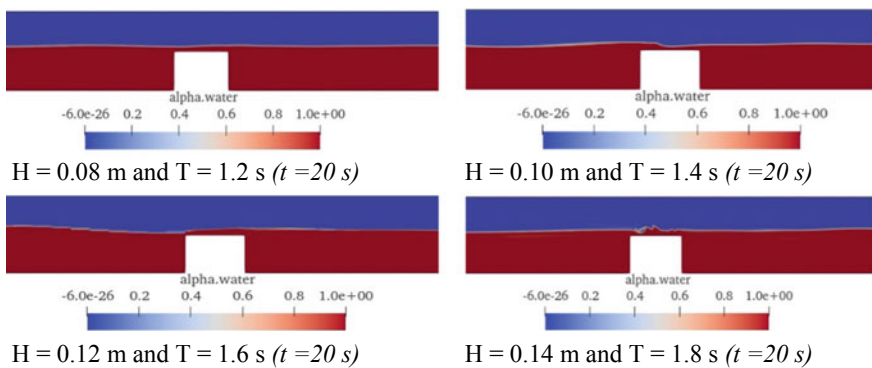 alpha.water
-6.0e-26 0.2 0.4 0.6 0.8 1.0e+00
H = 0.08 m and T = 1.2 s (t =20 s)
alpha.water
-6.0e-26 0.2 0.4 0.6 0.8 1.0e+00
H = 0.10 m and T = 1.4 s (t =20 s)
alpha.water
-6.0e-26 0.2 0.4 0.6 0.8 1.0e+00
H = 0.12 m and T = 1.6 s (t =20 s)
alpha.water
-6.0e-26 0.2 0.4 0.6 0.8 1.0e+00
H = 0.14 m and T = 1.8 s (t =20 s)